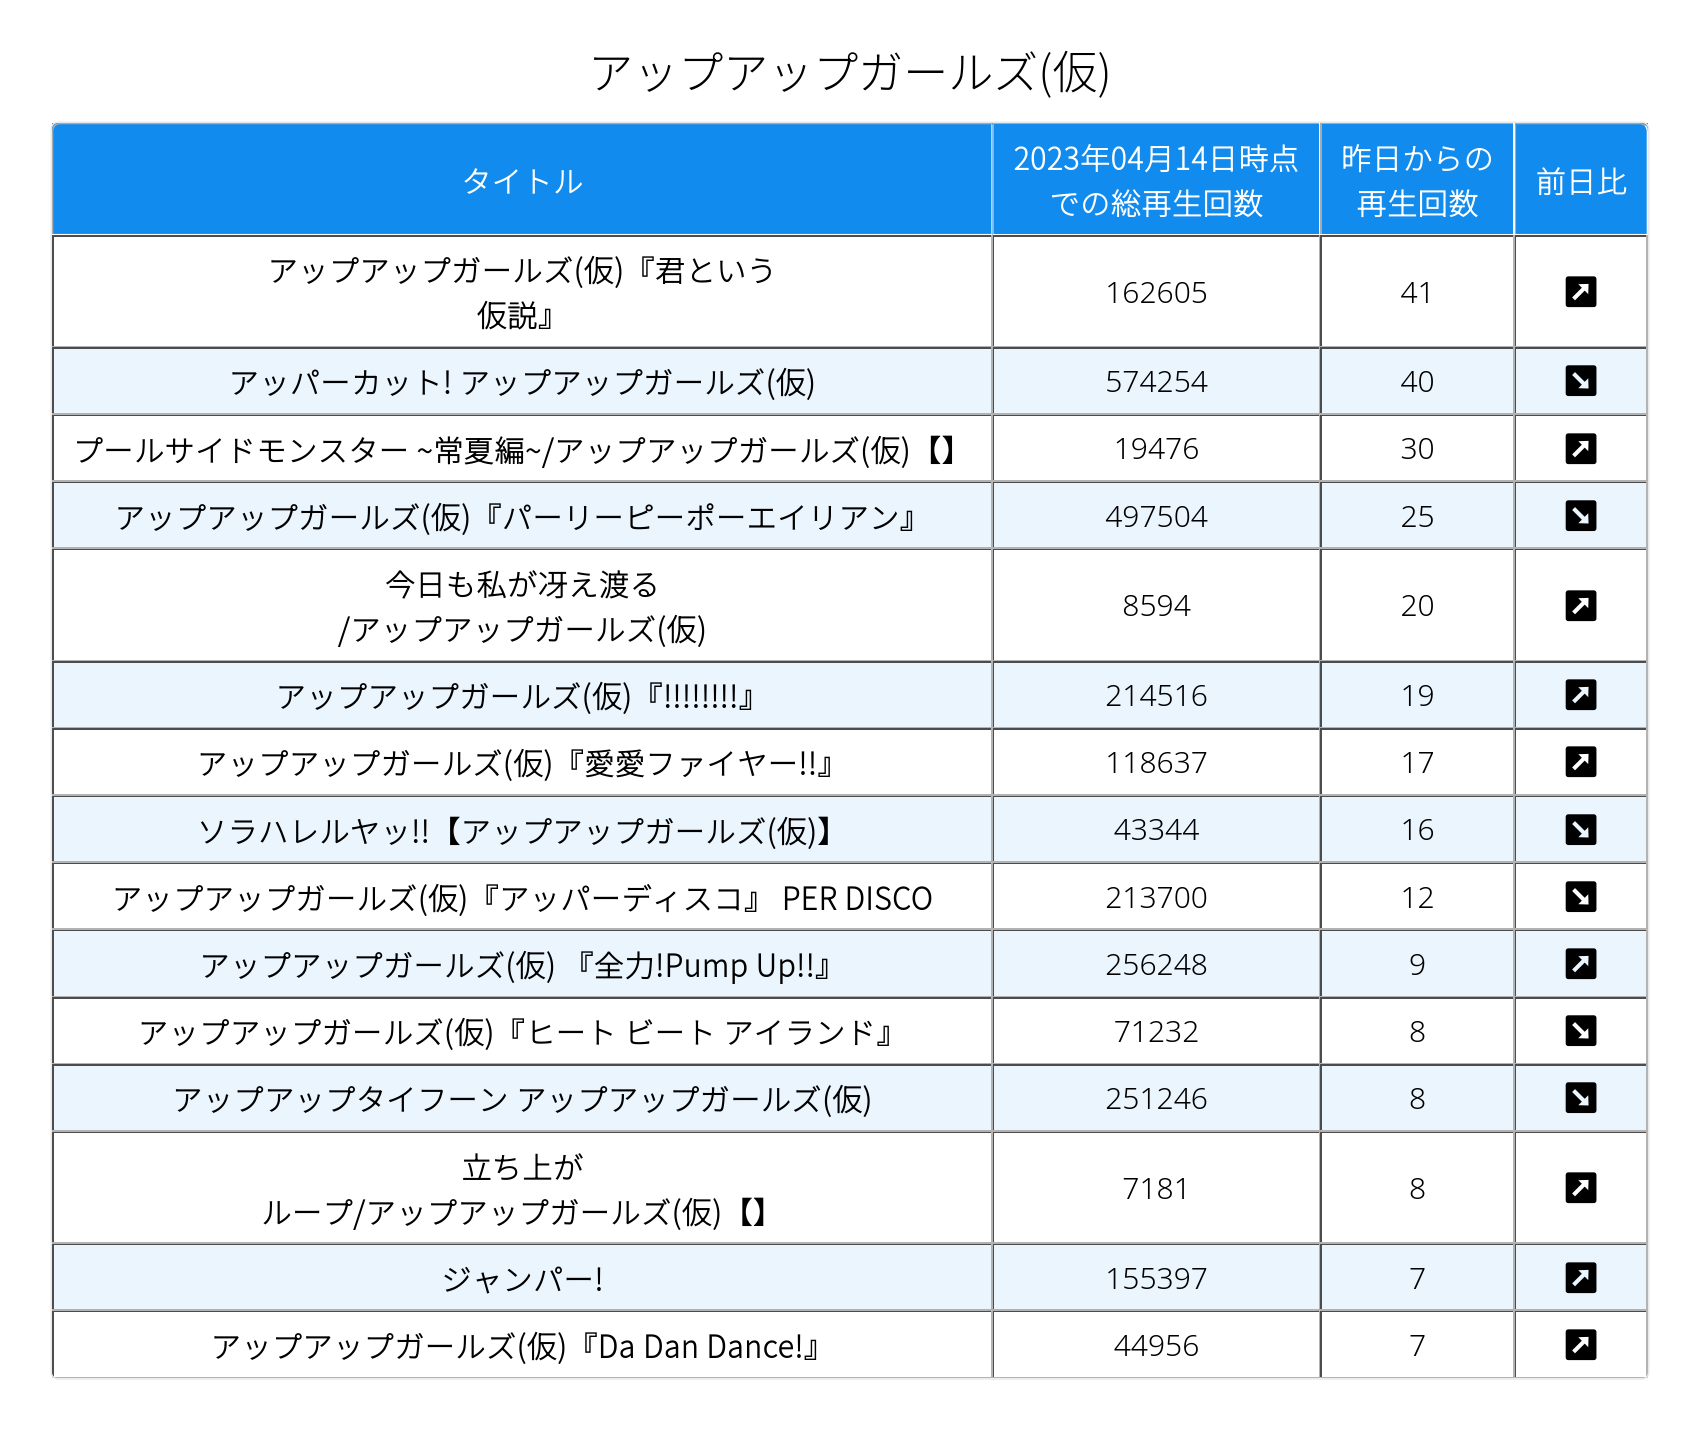 アップアップガールズ(仮)
タイトル
2023年04月14日時点
での総再生回数
昨日からの
再生回数
前日比
アップアップガールズ(仮)『君という
仮説』
162605
41
アッパーカット! アップアップガールズ(仮)
574254
40
プールサイドモンスター ~常夏編~/アップアップガールズ(仮)【】
19476
30
アップアップガールズ(仮)『パーリーピーポーエイリアン』
497504
25
今日も私が冴え渡る
/アップアップガールズ(仮)
8594
20
アップアップガールズ(仮)『!!!!!!!!』
214516
19
アップアップガールズ(仮)『愛愛ファイヤー!!』
118637
17
ソラハレルヤッ!!【アップアップガールズ(仮)】
43344
16
アップアップガールズ(仮)『アッパーディスコ』 PER DISCO
213700
12
アップアップガールズ(仮) 『全力!Pump Up!!』
256248
9
アップアップガールズ(仮)『ヒート ビート アイランド』
71232
8
アップアップタイフーン アップアップガールズ(仮)
251246
8
立ち上が
ループ/アップアップガールズ(仮)【】
7181
8
ジャンパー!
155397
7
アップアップガールズ(仮)『Da Dan Dance!』
44956
7